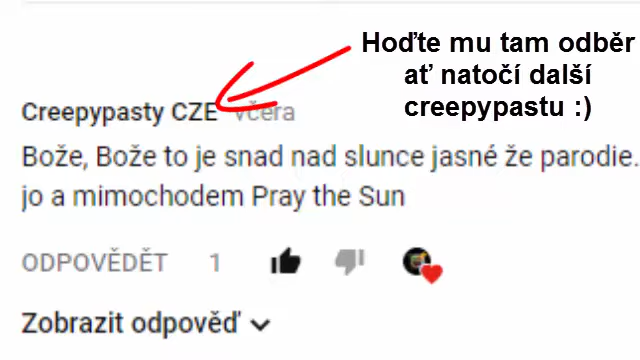 Hoďte mu tam odběr
ať natočí další
creepypastu :)
Creepypasty CZE včera
Bože, Bože to je snad nad slunce jasné že parodie.
jo a mimochodem Pray the Sun
ODPOVĚDĚT 1
Zobrazit odpověď